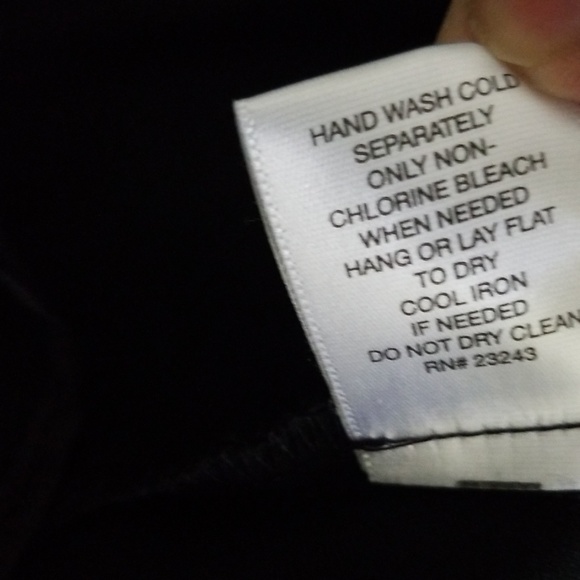 HAND WASH COLD
SEPARATELY
ONLY NON-
CHLORINE BLEACH
WHEN NEEDED
HANG OR LAY FLAT
TO DRY
COOL IRON
IF NEEDED
DO NOT DRY CLEAN
RN# 23243